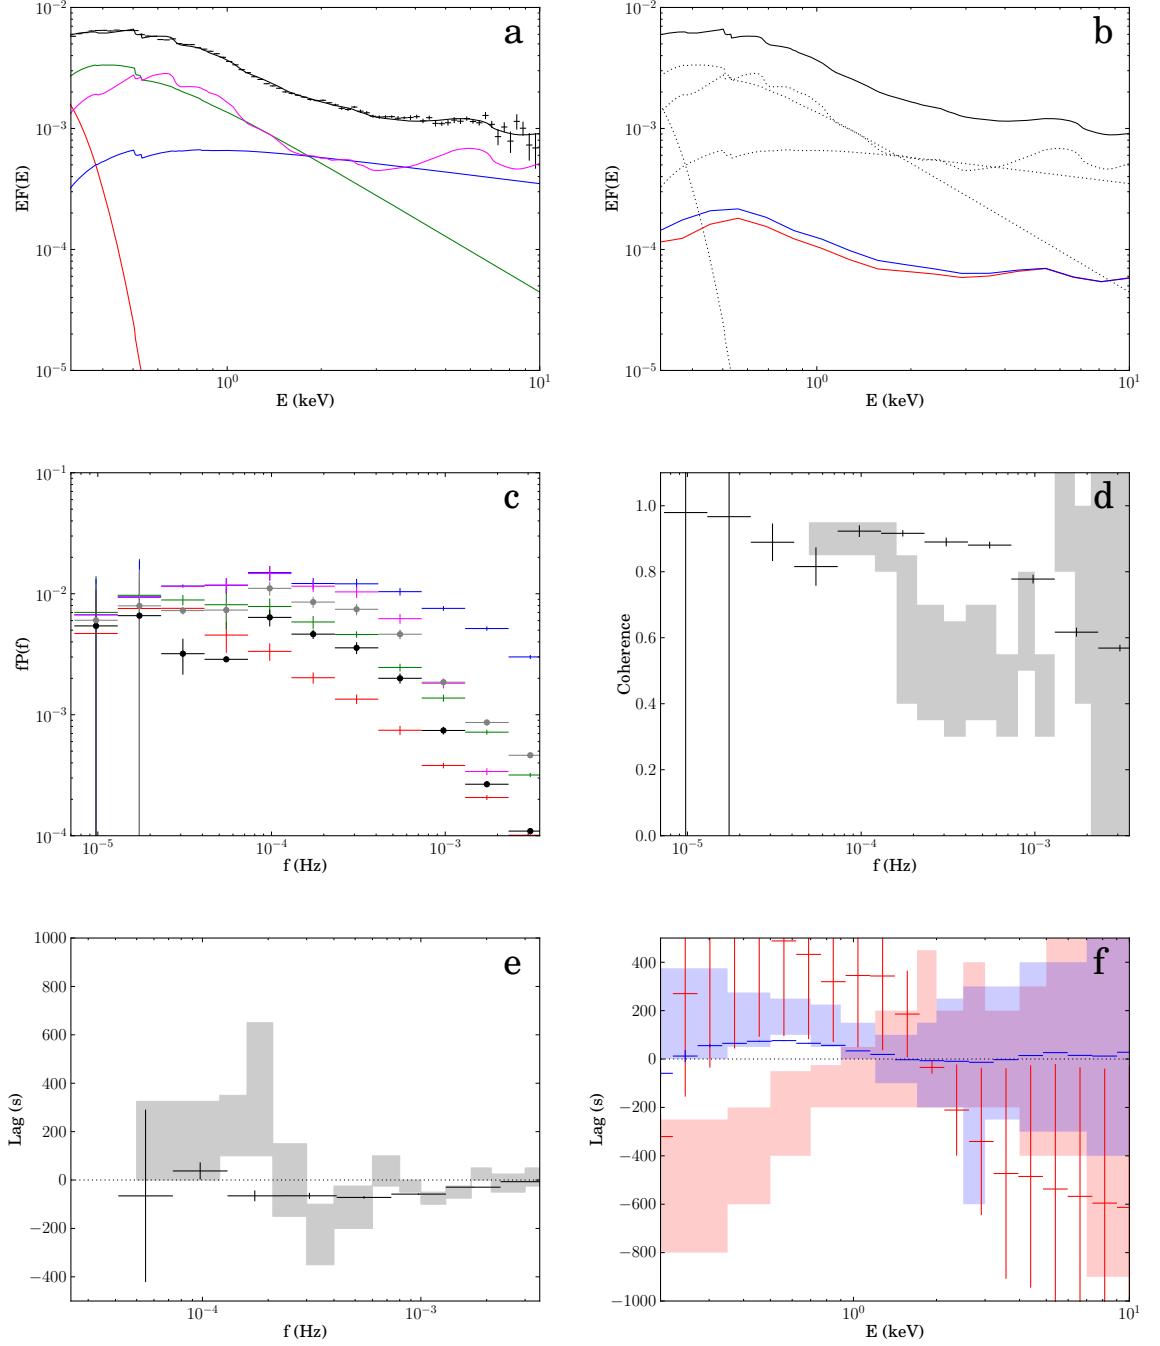 a
10⁻²
10⁻³
10⁻⁴
10⁻⁵
EF(E)
10⁰
10¹
E (keV)
b
10⁻²
10⁻³
10⁻⁴
10⁻⁵
EF(E)
10⁰
10¹
E (keV)
c
10⁻¹
10⁻²
10⁻³
10⁻⁴
fP(f)
10⁻⁵
10⁻⁴
10⁻³
f (Hz)
d
1.0
0.8
0.6
0.4
0.2
0.0
Coherence
10⁻⁵
10⁻⁴
10⁻³
f (Hz)
e
1000
800
600
400
200
0
−200
−400
Lag (s)
10⁻⁴
10⁻³
f (Hz)
f
400
200
0
−200
−400
−600
−800
−1000
Lag (s)
10⁰
10¹
E (keV)